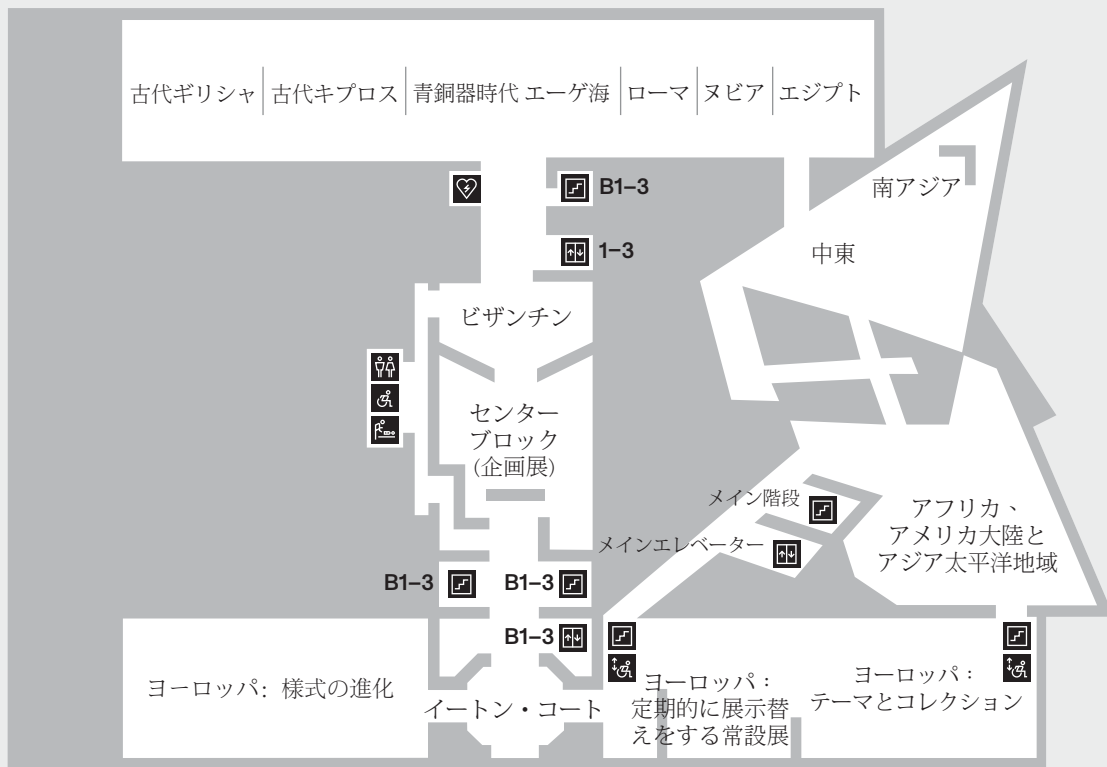 古代ギリシャ
古代キプロス
青銅器時代 エーゲ海
ローマ
ヌビア
エジプト
B1–3
南アジア
1–3
中東
ビザンチン
センター
ブロック
(企画展)
メイン階段
アフリカ、
アメリカ大陸と
アジア太平洋地域
メインエレベーター
B1–3
B1–3
B1–3
ヨーロッパ: 様式の進化
イートン・コート
ヨーロッパ：
定期的に展示替
えをする常設展
ヨーロッパ：
テーマとコレクション